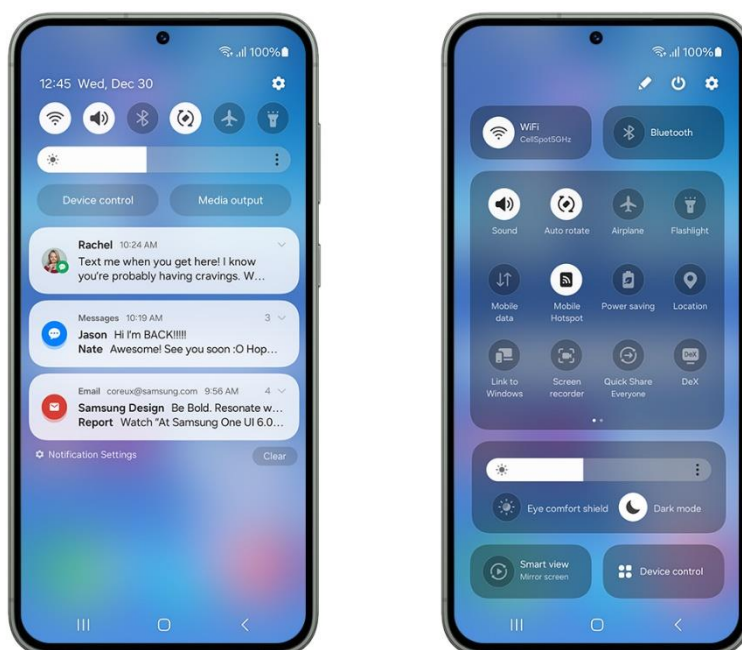 100%
12:45 Wed, Dec 30
Device control
Media output
Rachel 10:24 AM
Text me when you get here! I know
you're probably having cravings. W...
Messages 10:19 AM 3
Jason Hi I'm BACK!!!!!
Nate Awesome! See you soon :O Hop...
Email coreux@samsung.com 9:56 AM 4
Samsung Design Be Bold. Resonate w...
Report Watch "At Samsung One UI 6.0...
Notification Settings
Clear
100%
WiFi
CellSpot5GHz
Bluetooth
Sound
Auto rotate
Airplane
Flashlight
Mobile
data
Mobile
Hotspot
Power saving
Location
Link to
Windows
Screen
recorder
Quick Share
Everyone
DeX
DeX
Eye comfort shield
Dark mode
Smart view
Mirror screen
Device control